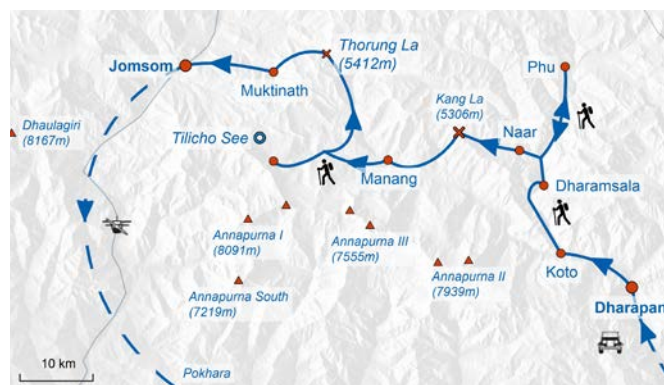 Thorung La
(5412m)
Jomsom
Muktinath
Phu
Kang La
(5306m)
Dhaulagiri
(8167m)
Tilicho See
Naar
Manang
Dharamsala
Annapurna I
(8091m)
Annapurna III
(7555m)
Annapurna II
(7939m)
Koto
Annapurna South
(7219m)
Dharapani
10 km
Pokhara